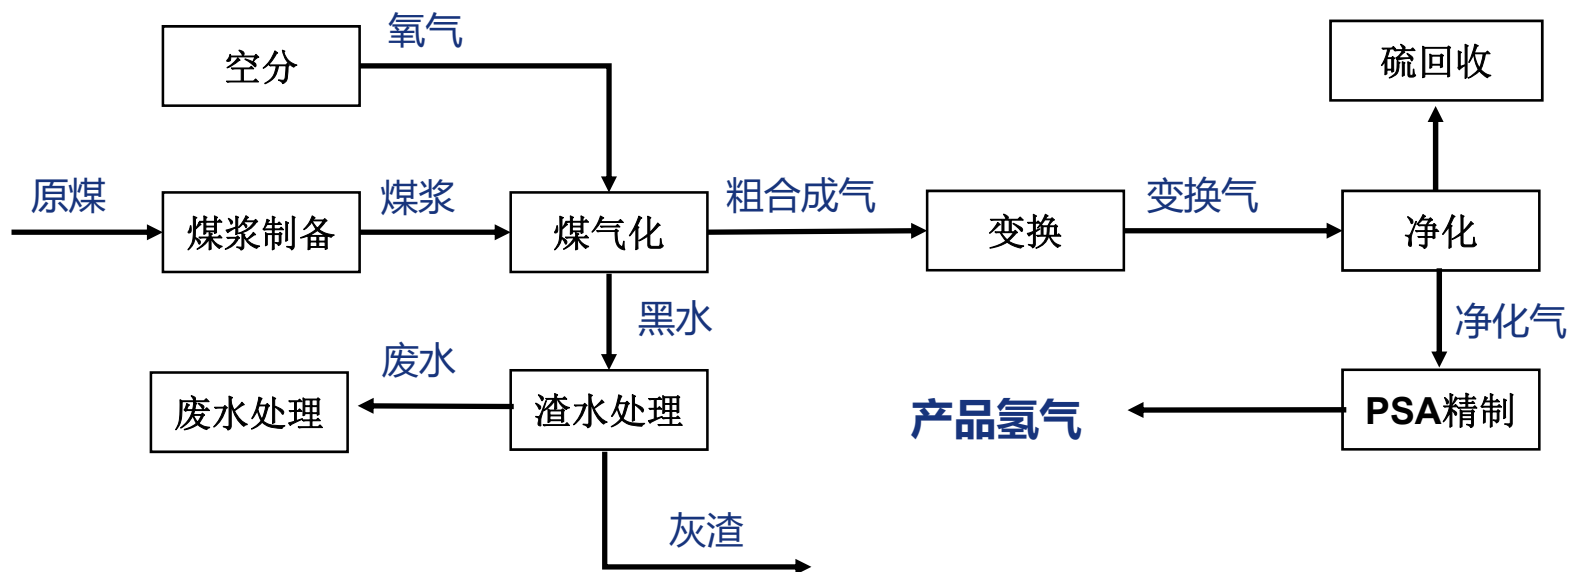 氧气
空分
硫回收
原煤
煤浆
粗合成气
变换气
煤浆制备
煤气化
变换
净化
黑水
净化气
废水
废水处理
渣水处理
产品氢气
PSA精制
灰渣